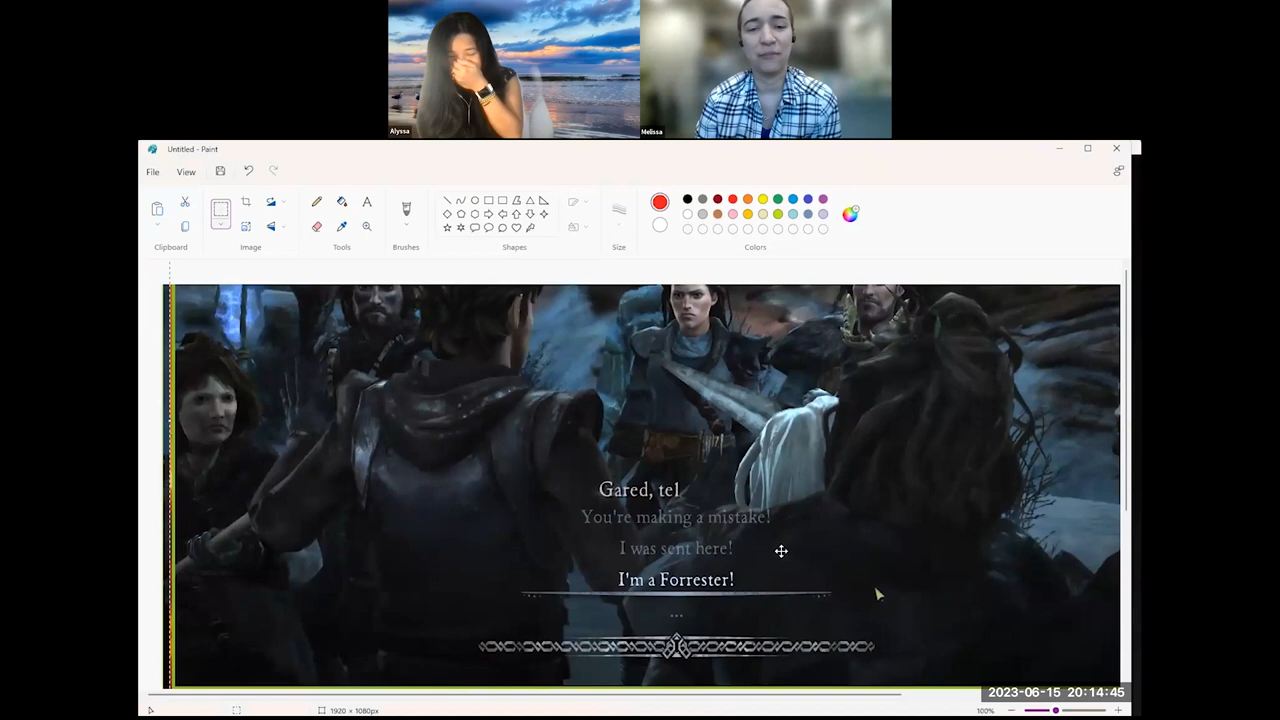 Alyssa
Melissa
Untitled - Paint
File View
Clipboard Image Tools Brushes Shapes Size Colors
Gared, tel
You're making a mistake!
I was sent here!
I'm a Forrester!
...
2023-06-15 20:14:45
1920 × 1080px 100%